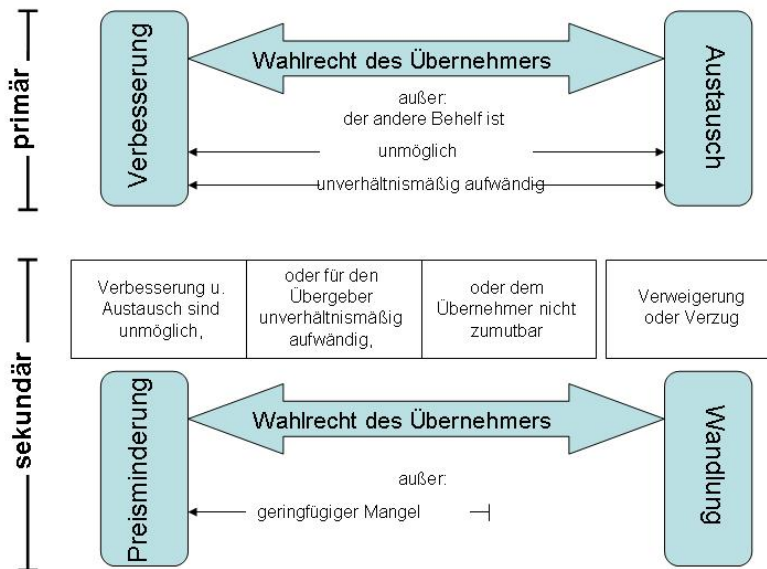 primär
Verbesserung
Wahlrecht des Übernehmers
Austausch
außer:
der andere Behelf ist
unmöglich
unverhältnismäßig aufwändig
sekundär
Verbesserung u.
Austausch sind
unmöglich,
oder für den
Übergeber
unverhältnismäßig
aufwändig,
oder dem
Übernehmer nicht
zumutbar
Verweigerung
oder Verzug
Preisminderung
Wahlrecht des Übernehmers
Wandlung
außer:
geringfügiger Mangel